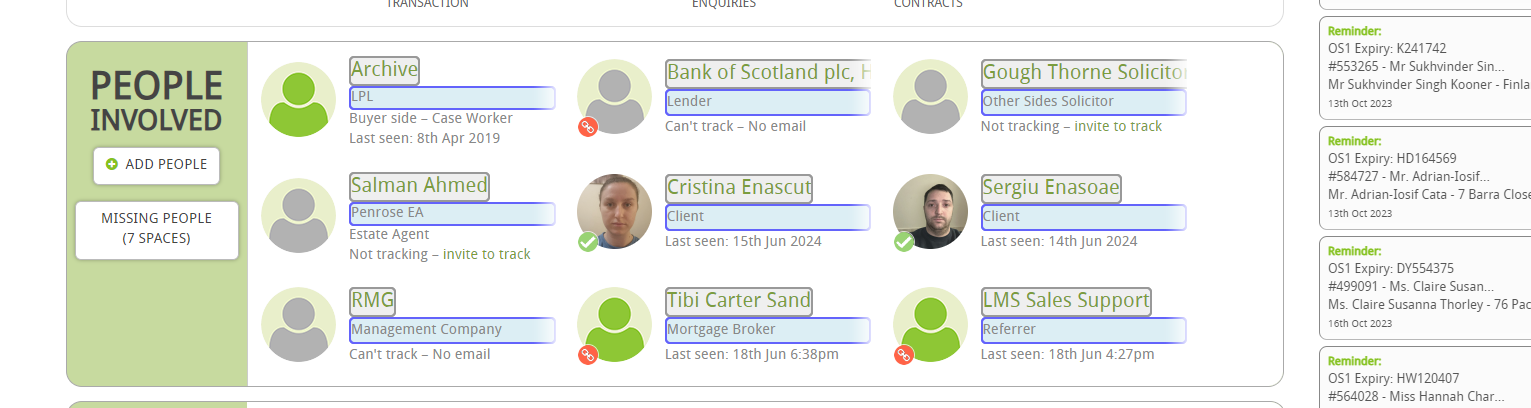 TRANSACTION
ENQUIRIES
CONTRACTS
PEOPLE
INVOLVED
ADD PEOPLE
MISSING PEOPLE
(7 SPACES)
Archive
LPL
Buyer side – Case Worker
Last seen: 8th Apr 2019
Bank of Scotland plc, H
Lender
Can't track – No email
Gough Thorne Solicitor
Other Sides Solicitor
Not tracking – invite to track
Salman Ahmed
Penrose EA
Estate Agent
Not tracking – invite to track
Cristina Enascut
Client
Last seen: 15th Jun 2024
Sergiu Enasoae
Client
Last seen: 14th Jun 2024
RMG
Management Company
Can't track – No email
Tibi Carter Sand
Mortgage Broker
Last seen: 18th Jun 6:38pm
LMS Sales Support
Referrer
Last seen: 18th Jun 4:27pm
Reminder:
OS1 Expiry: K241742
#553265 - Mr Sukhvinder Sin...
Mr Sukhvinder Singh Kooner - Finla
13th Oct 2023
Reminder:
OS1 Expiry: HD164569
#584727 - Mr. Adrian-Iosif...
Mr. Adrian-Iosif Cata - 7 Barra Close
13th Oct 2023
Reminder:
OS1 Expiry: DY554375
#499091 - Ms. Claire Susan...
Ms. Claire Susanna Thorley - 76 Pac
16th Oct 2023
Reminder:
OS1 Expiry: HW120407
#564028 - Miss Hannah Char...